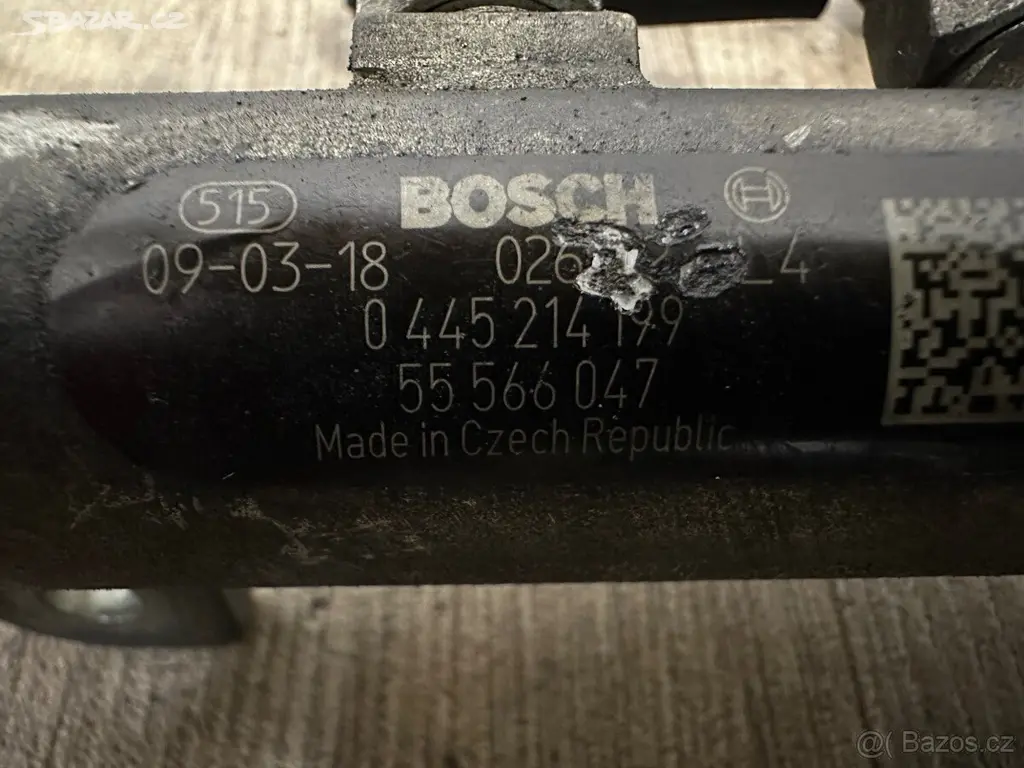 SBAZAR.CZ
515 BOSCH H
09-03-18 _4
0 445 214 199
55 566 047
Made in Czech Republic
@( Bazos.cz